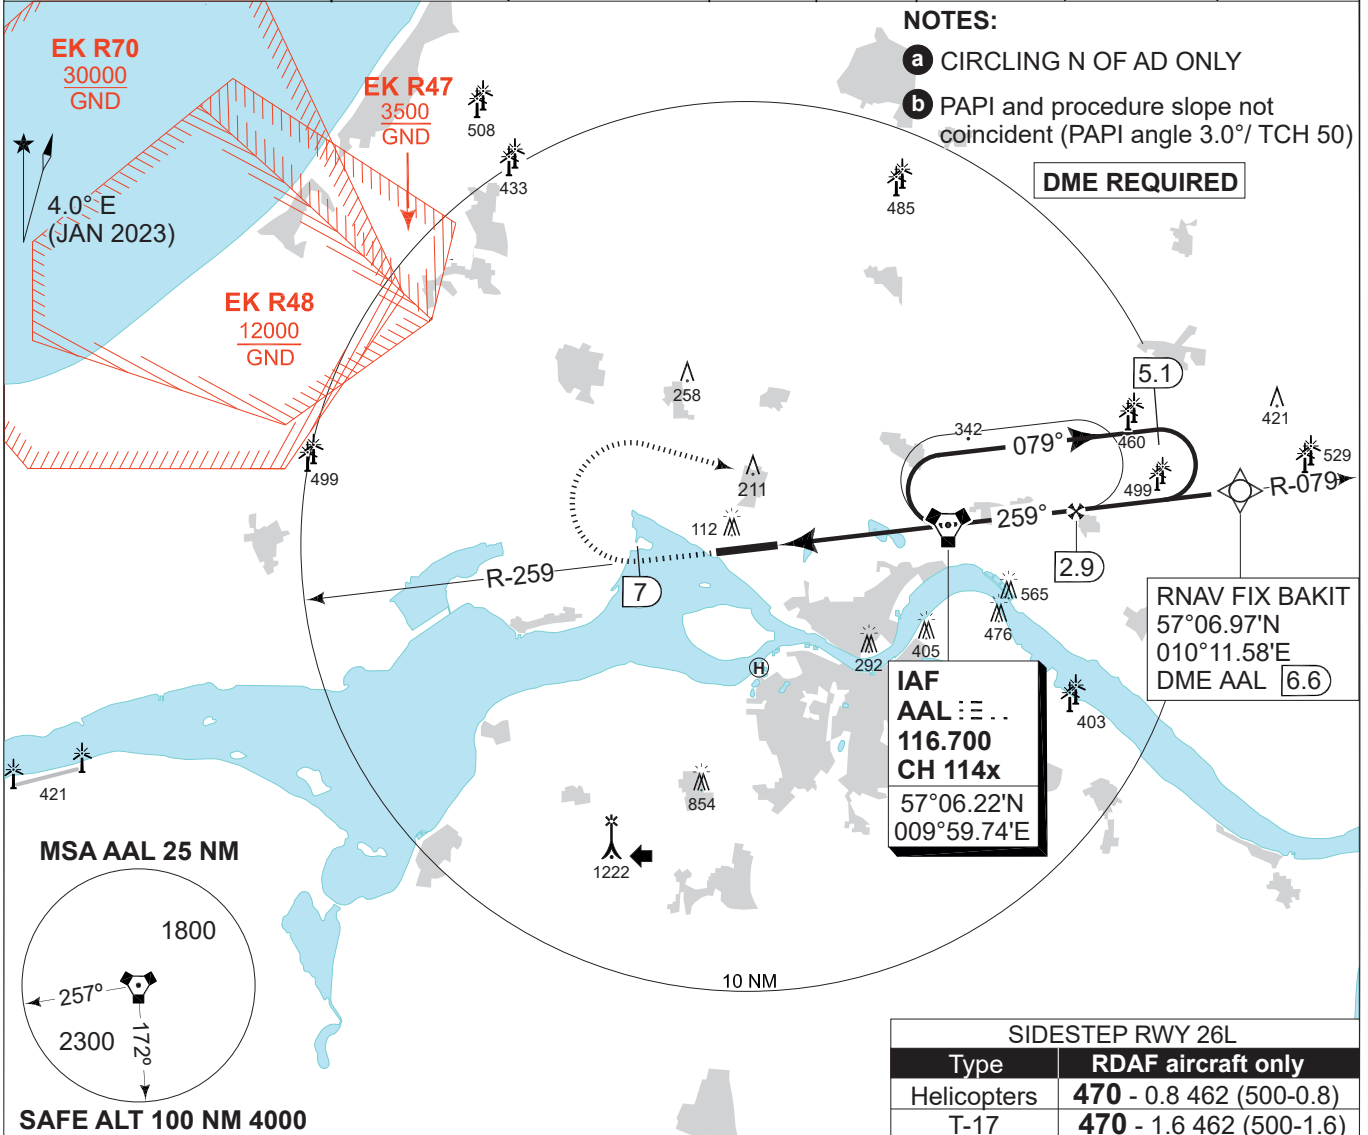 NOTES:
a CIRCLING N OF AD ONLY
b PAPI and procedure slope not
coincident (PAPI angle 3.0°/ TCH 50)
DME REQUIRED
EK R70
30000
GND
EK R47
3500
GND
508
433
485
4.0° E
(JAN 2023)
EK R48
12000
GND
258
5.1
421
342
079°
460
529
499
211
499
R-079
112
259°
R-259
7
2.9
565
476
405
292
H
RNAV FIX BAKIT
57°06.97'N
010°11.58'E
DME AAL 6.6
IAF
AAL
116.700
CH 114x
57°06.22'N
009°59.74'E
403
421
854
1222
MSA AAL 25 NM
1800
257°
2300
172°
SAFE ALT 100 NM 4000
10 NM
SIDESTEP RWY 26L
Type RDAF aircraft only
Helicopters 470 - 0.8 462 (500-0.8)
T-17 470 - 1.6 462 (500-1.6)